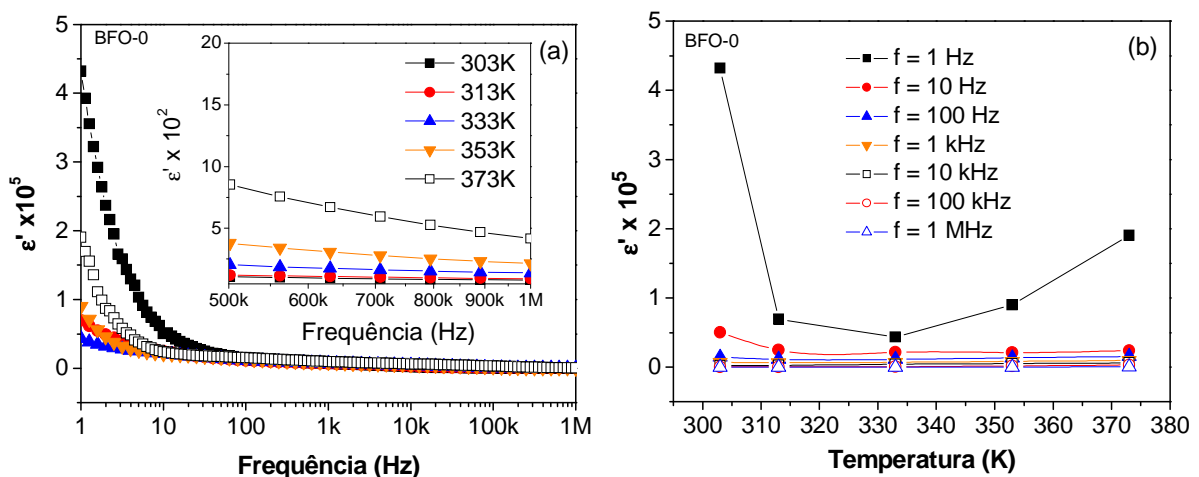 BFO-0
(a)
ε' x10⁵
5
4
3
2
1
0
1
10
100
1k
10k
100k
1M
Frequência (Hz)
ε' x 10²
20
15
10
5
500k
600k
700k
800k
900k
1M
Frequência (Hz)
303K
313K
333K
353K
373K
BFO-0
(b)
ε' x 10⁵
5
4
3
2
1
0
300
310
320
330
340
350
360
370
380
Temperatura (K)
f = 1 Hz
f = 10 Hz
f = 100 Hz
f = 1 kHz
f = 10 kHz
f = 100 kHz
f = 1 MHz